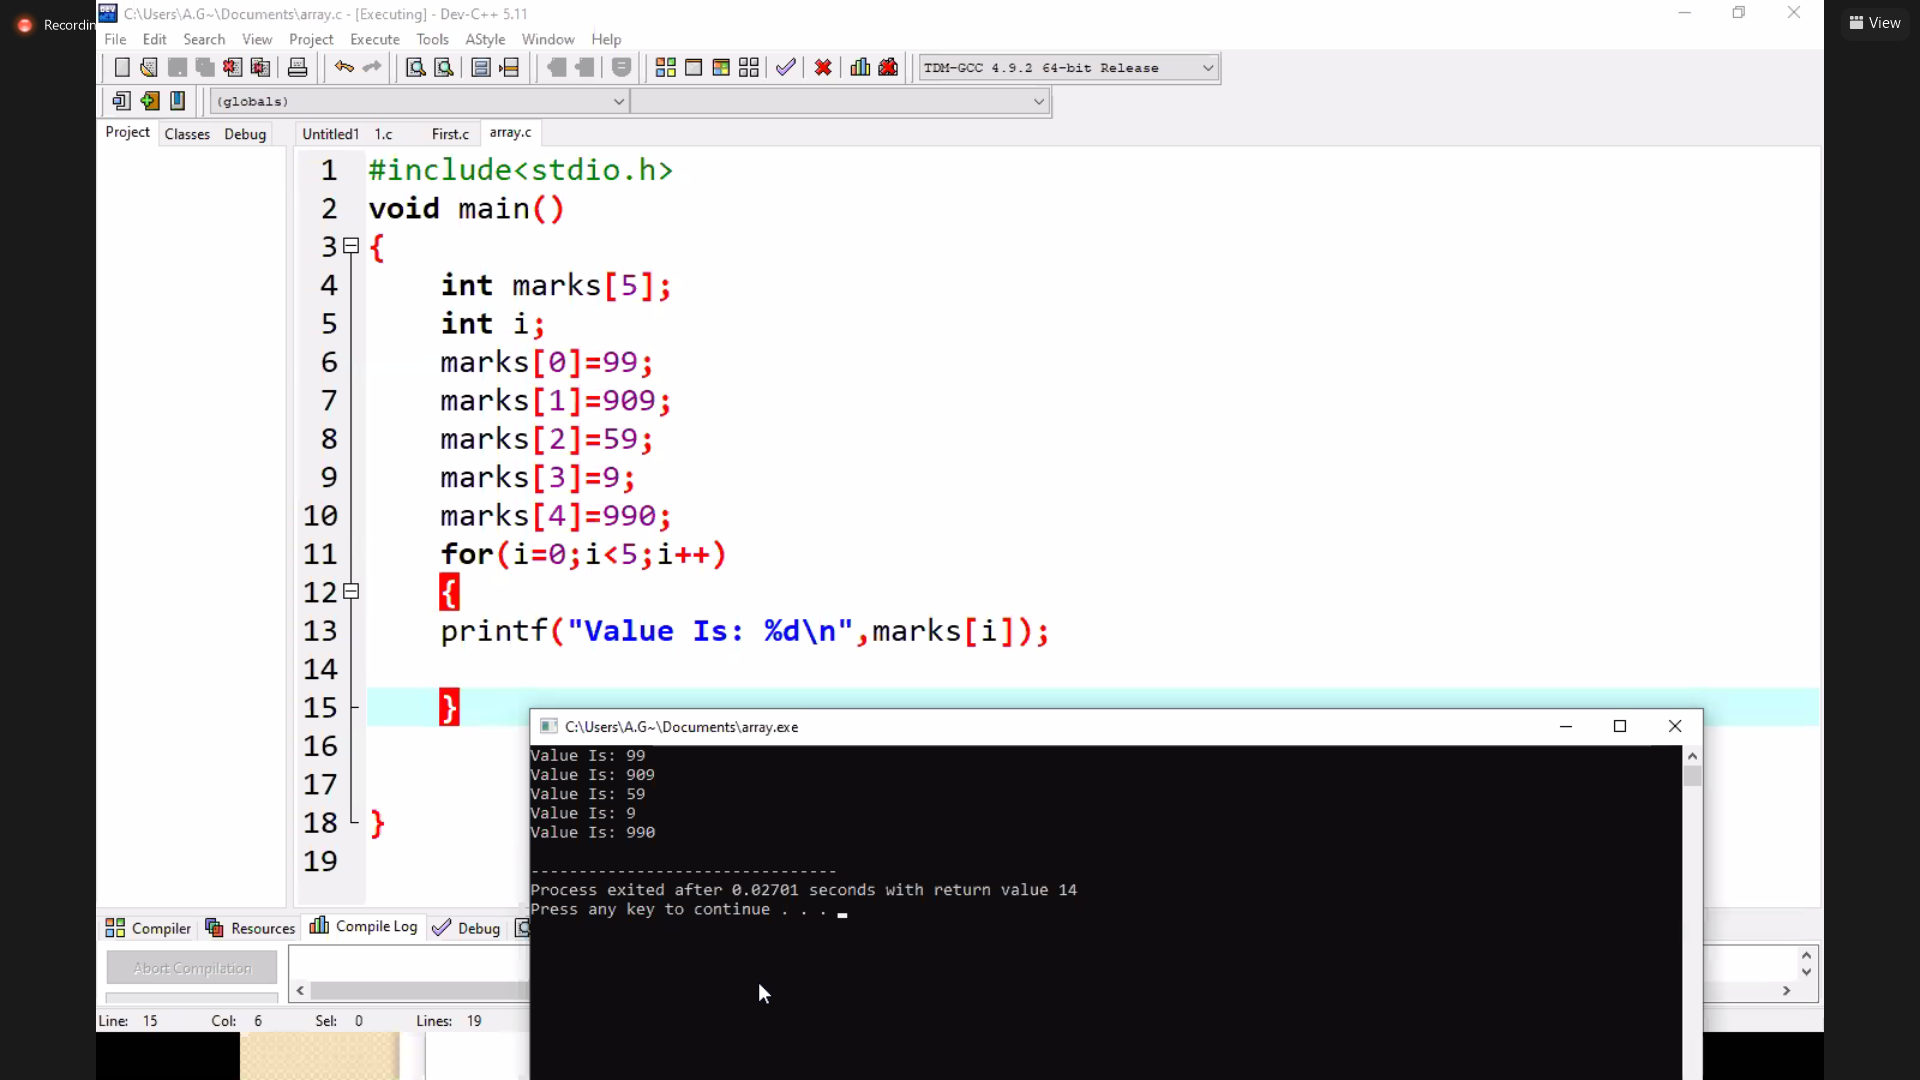 Recordin
View
C:\Users\A.G~\Documents\array.c - [Executing] - Dev-C++ 5.11
File Edit Search View Project Execute Tools AStyle Window Help
TDM-GCC 4.9.2 64-bit Release
(globals)
Project Classes Debug
Untitled1 1.c First.c array.c
1 #include<stdio.h>
2 void main()
3 {
4 int marks[5];
5 int i;
6 marks[0]=99;
7 marks[1]=909;
8 marks[2]=59;
9 marks[3]=9;
10 marks[4]=990;
11 for(i=0;i<5;i++)
12 {
13 printf("Value Is: %d\n",marks[i]);
14
15 }
16
17
18 }
19
C:\Users\A.G~\Documents\array.exe
Value Is: 99
Value Is: 909
Value Is: 59
Value Is: 9
Value Is: 990
--------------------------------
Process exited after 0.02701 seconds with return value 14
Press any key to continue . . .
Compiler Resources Compile Log Debug
Abort Compilation
Line: 15 Col: 6 Sel: 0 Lines: 19